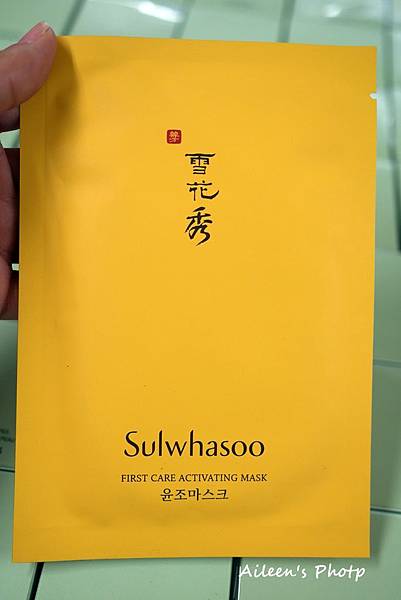 雪
花
秀
Sulwhasoo
FIRST CARE ACTIVATING MASK
윤조마스크
Aileen's Photp